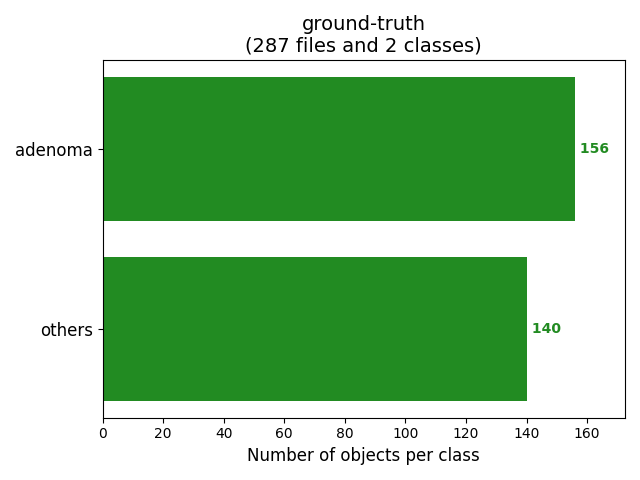 ground-truth
(287 files and 2 classes)
adenoma
156
others
140
0 20 40 60 80 100 120 140 160
Number of objects per class